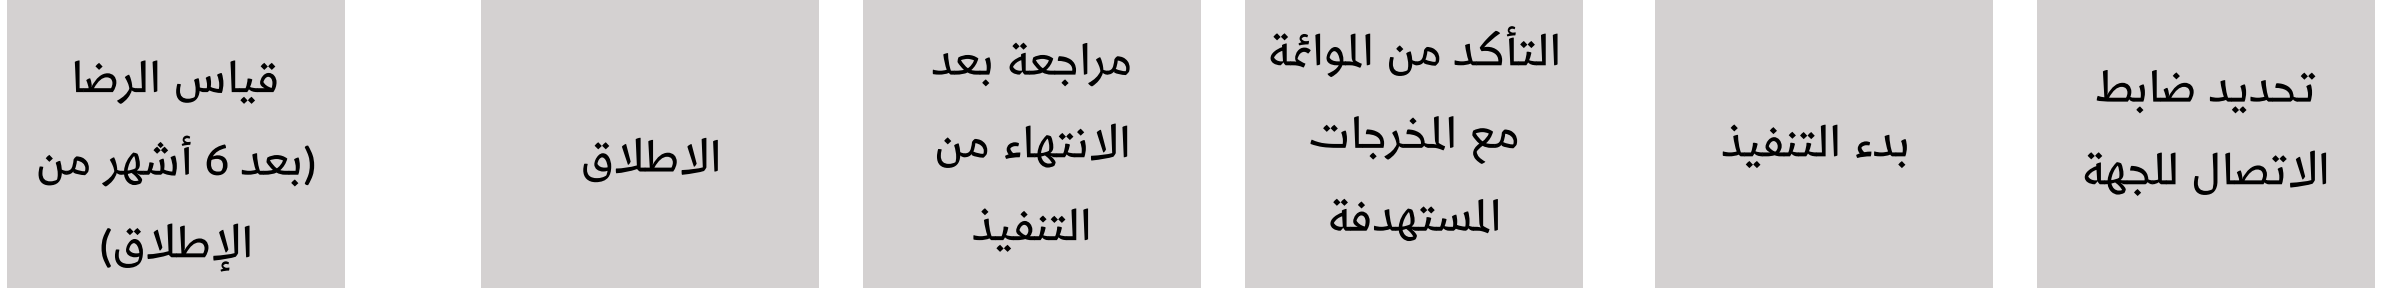 تحديد ضابط
الاتصال للجهة
بدء التنفيذ
التأكد من الموائمة
مع المخرجات
المستهدفة
مراجعة بعد
الانتهاء من
التنفيذ
الاطلاق
قياس الرضا
(بعد 6 أشهر من
الإطلاق)